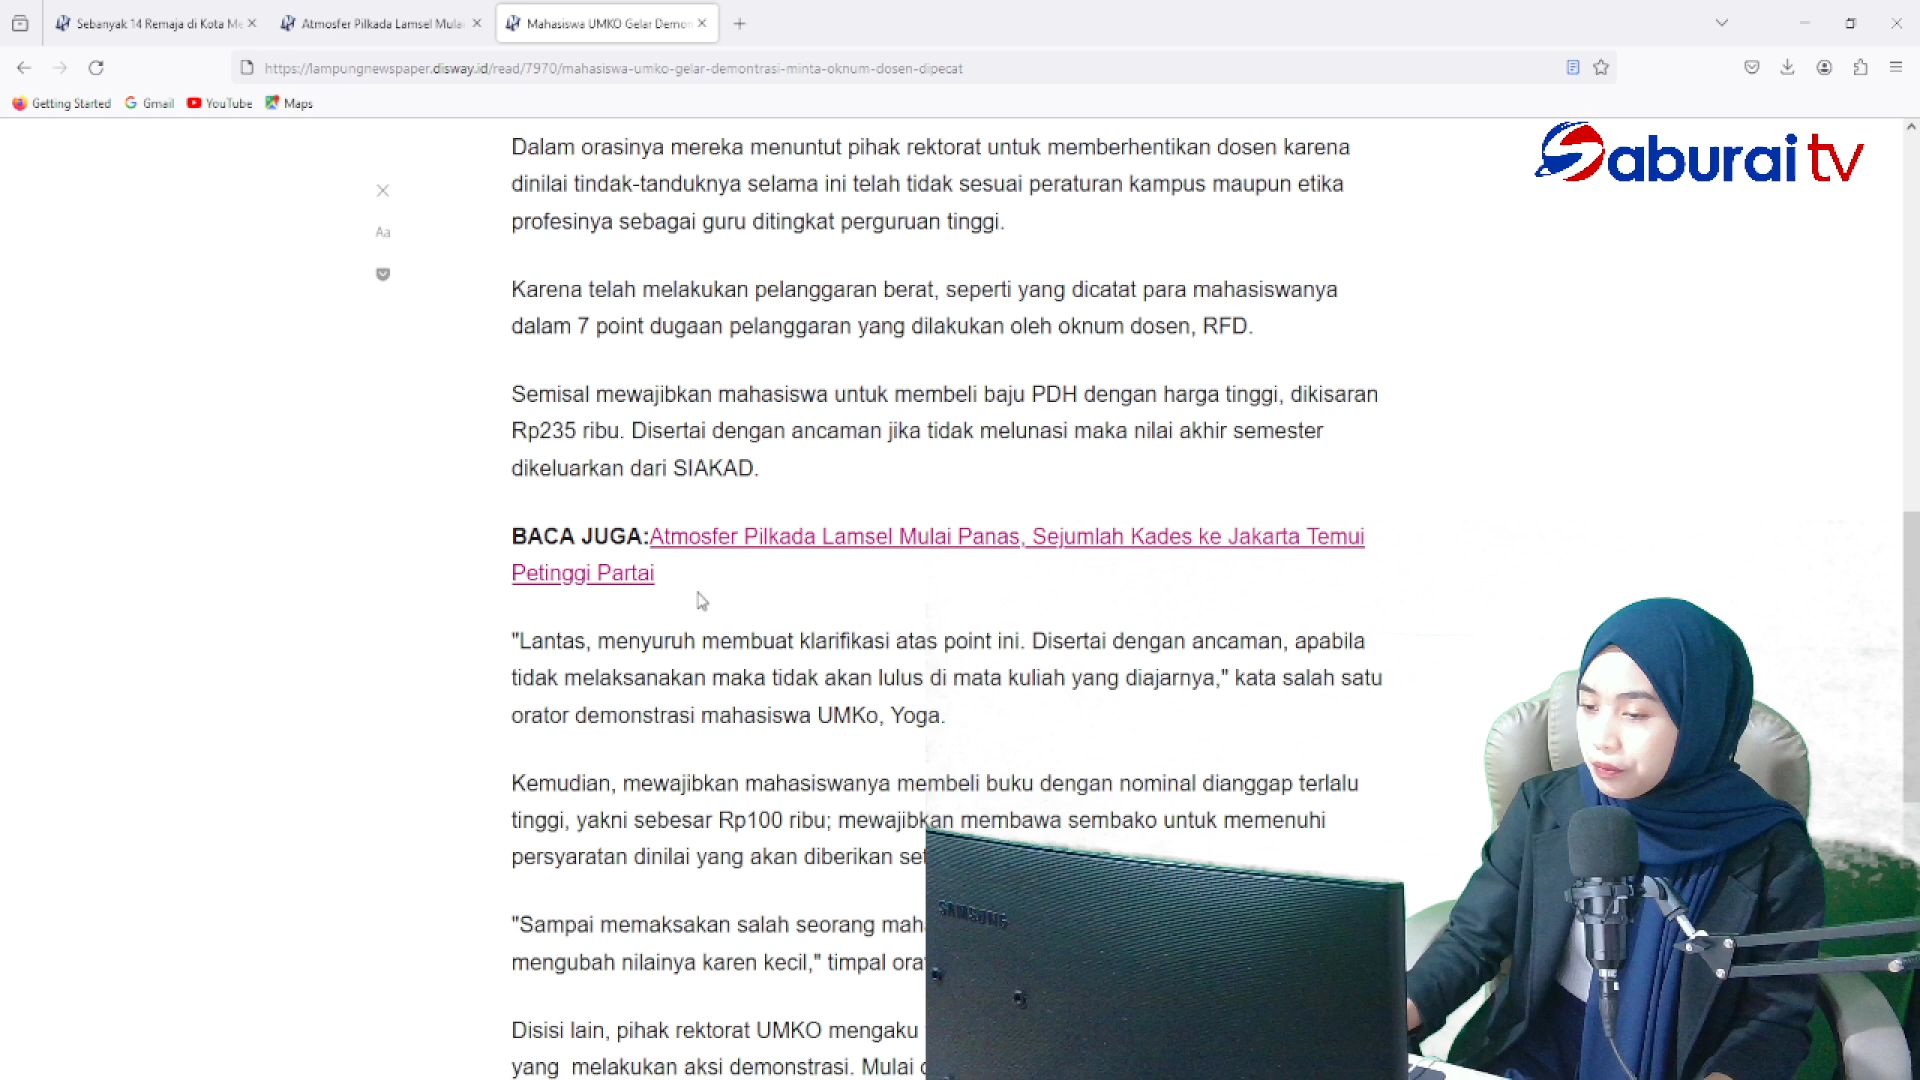 Sebanyak 14 Remaja di Kota Me
Atmosfer Pilkada Lamsel Mulai
Mahasiswa UMKO Gelar Demon
https://lampungnewspaper.disway.id/read/7970/mahasiswa-umko-gelar-demontrasi-minta-oknum-dosen-dipecat
Getting Started Gmail YouTube Maps
Saburai tv
Aa
Dalam orasinya mereka menuntut pihak rektorat untuk memberhentikan dosen karena
dinilai tindak-tanduknya selama ini telah tidak sesuai peraturan kampus maupun etika
profesinya sebagai guru ditingkat perguruan tinggi.
Karena telah melakukan pelanggaran berat, seperti yang dicatat para mahasiswanya
dalam 7 point dugaan pelanggaran yang dilakukan oleh oknum dosen, RFD.
Semisal mewajibkan mahasiswa untuk membeli baju PDH dengan harga tinggi, dikisaran
Rp235 ribu. Disertai dengan ancaman jika tidak melunasi maka nilai akhir semester
dikeluarkan dari SIAKAD.
BACA JUGA:Atmosfer Pilkada Lamsel Mulai Panas, Sejumlah Kades ke Jakarta Temui
Petinggi Partai
"Lantas, menyuruh membuat klarifikasi atas point ini. Disertai dengan ancaman, apabila
tidak melaksanakan maka tidak akan lulus di mata kuliah yang diajarnya," kata salah satu
orator demonstrasi mahasiswa UMKo, Yoga.
Kemudian, mewajibkan mahasiswanya membeli buku dengan nominal dianggap terlalu
tinggi, yakni sebesar Rp100 ribu; mewajibkan membawa sembako untuk memenuhi
persyaratan dinilai yang akan diberikan set
"Sampai memaksakan salah seorang mah
mengubah nilainya karen kecil," timpal ora
Disisi lain, pihak rektorat UMKO mengaku
yang melakukan aksi demonstrasi. Mulai
SAMSUNG